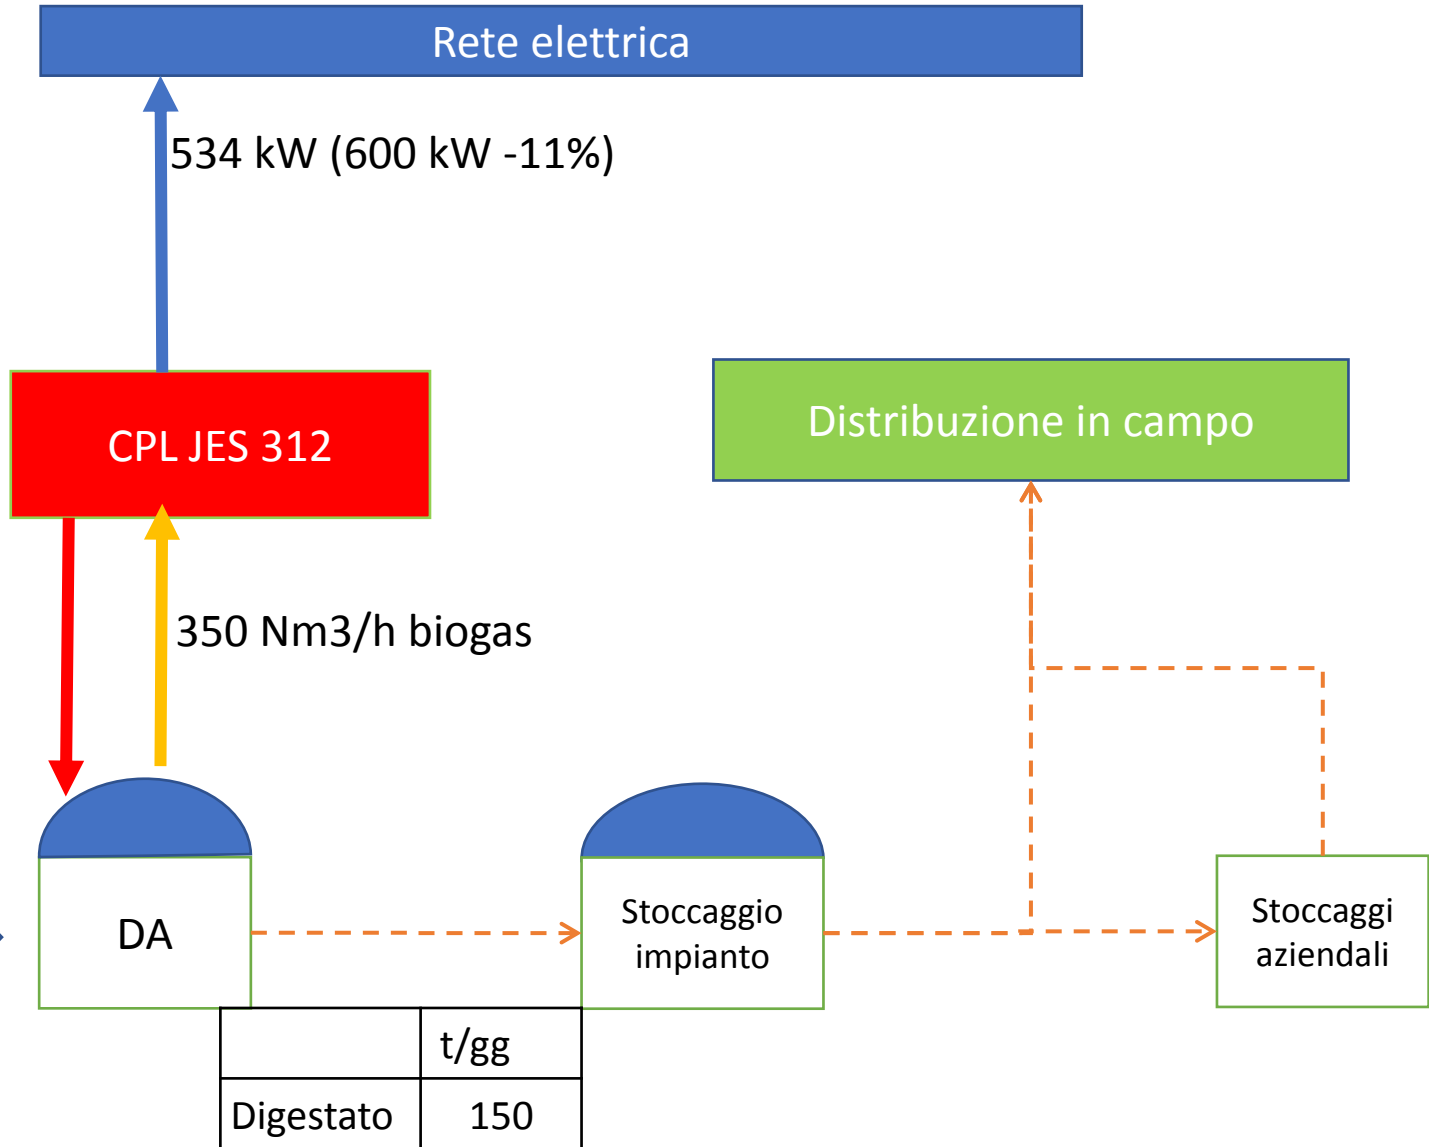 Rete elettrica
534 kW (600 kW -11%)
CPL JES 312
Distribuzione in campo
350 Nm3/h biogas
DA
Stoccaggio
impianto
Stoccaggi
aziendali
t/gg
Digestato 150